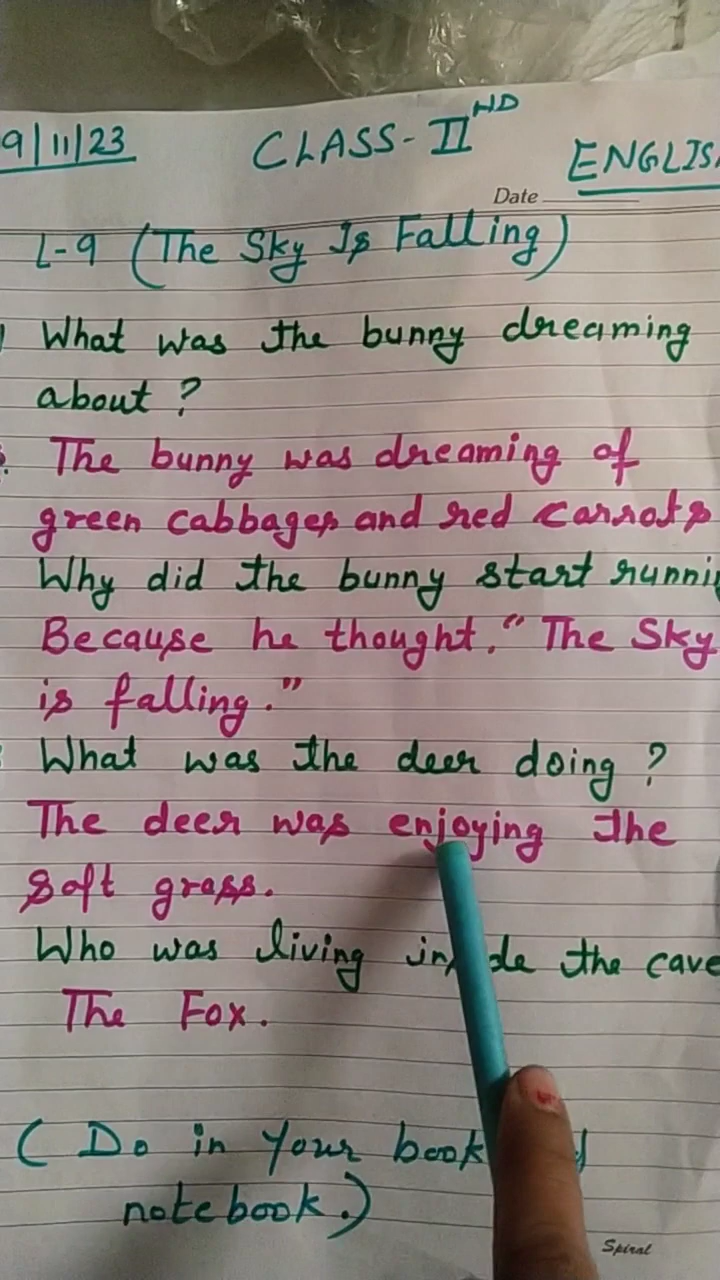 9/11/23 CLASS-II ND ENGLIS
Date
L-9 (The Sky Is Falling)
What was the bunny dreaming
about ?
The bunny was dreaming of
green cabbages and red carrots
Why did the bunny start runnin
Because he thought. "The Sky
is falling."
What was the deer doing ?
The deer was enjoying the
soft grass.
Who was living inside the cave
The Fox.
( Do in Your book
notebook.)
Spiral